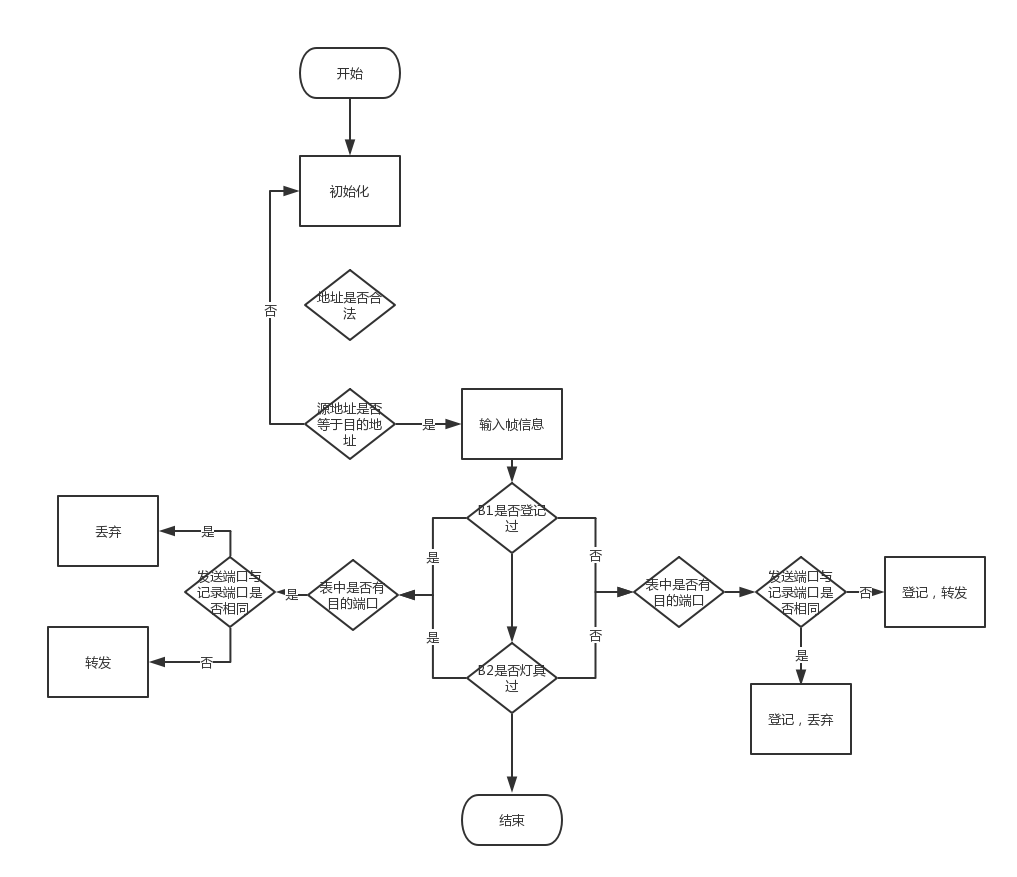 开始
初始化
否
地址是否合
法
源地址是否
等于目的地
址
是
输入帧信息
B1是否登记
过
是
否
丢弃
是
发送端口与
记录端口是
否相同
是
表中是否有
目的端口
表中是否有
目的端口
发送端口与
记录端口是
否相同
否
登记，转发
转发
否
是
否
是
B2是否灯具
过
登记，丢弃
结束